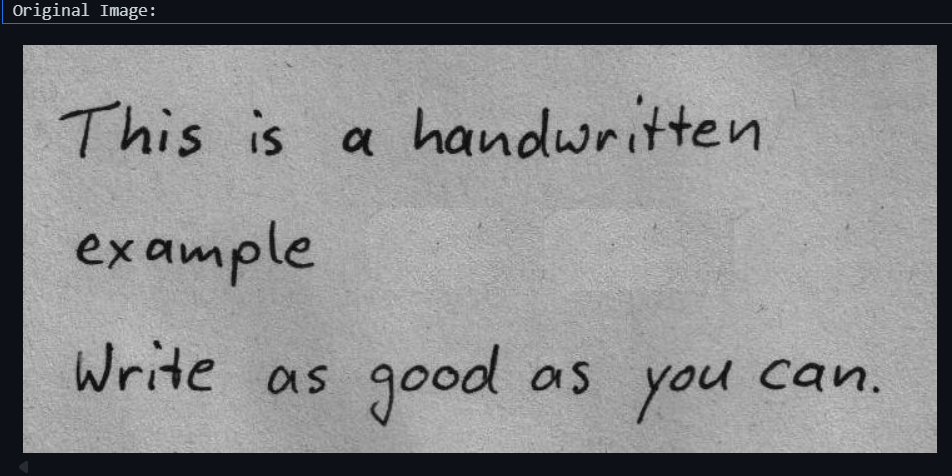 Original Image:
This is a handwritten
example
Write as good as you can.